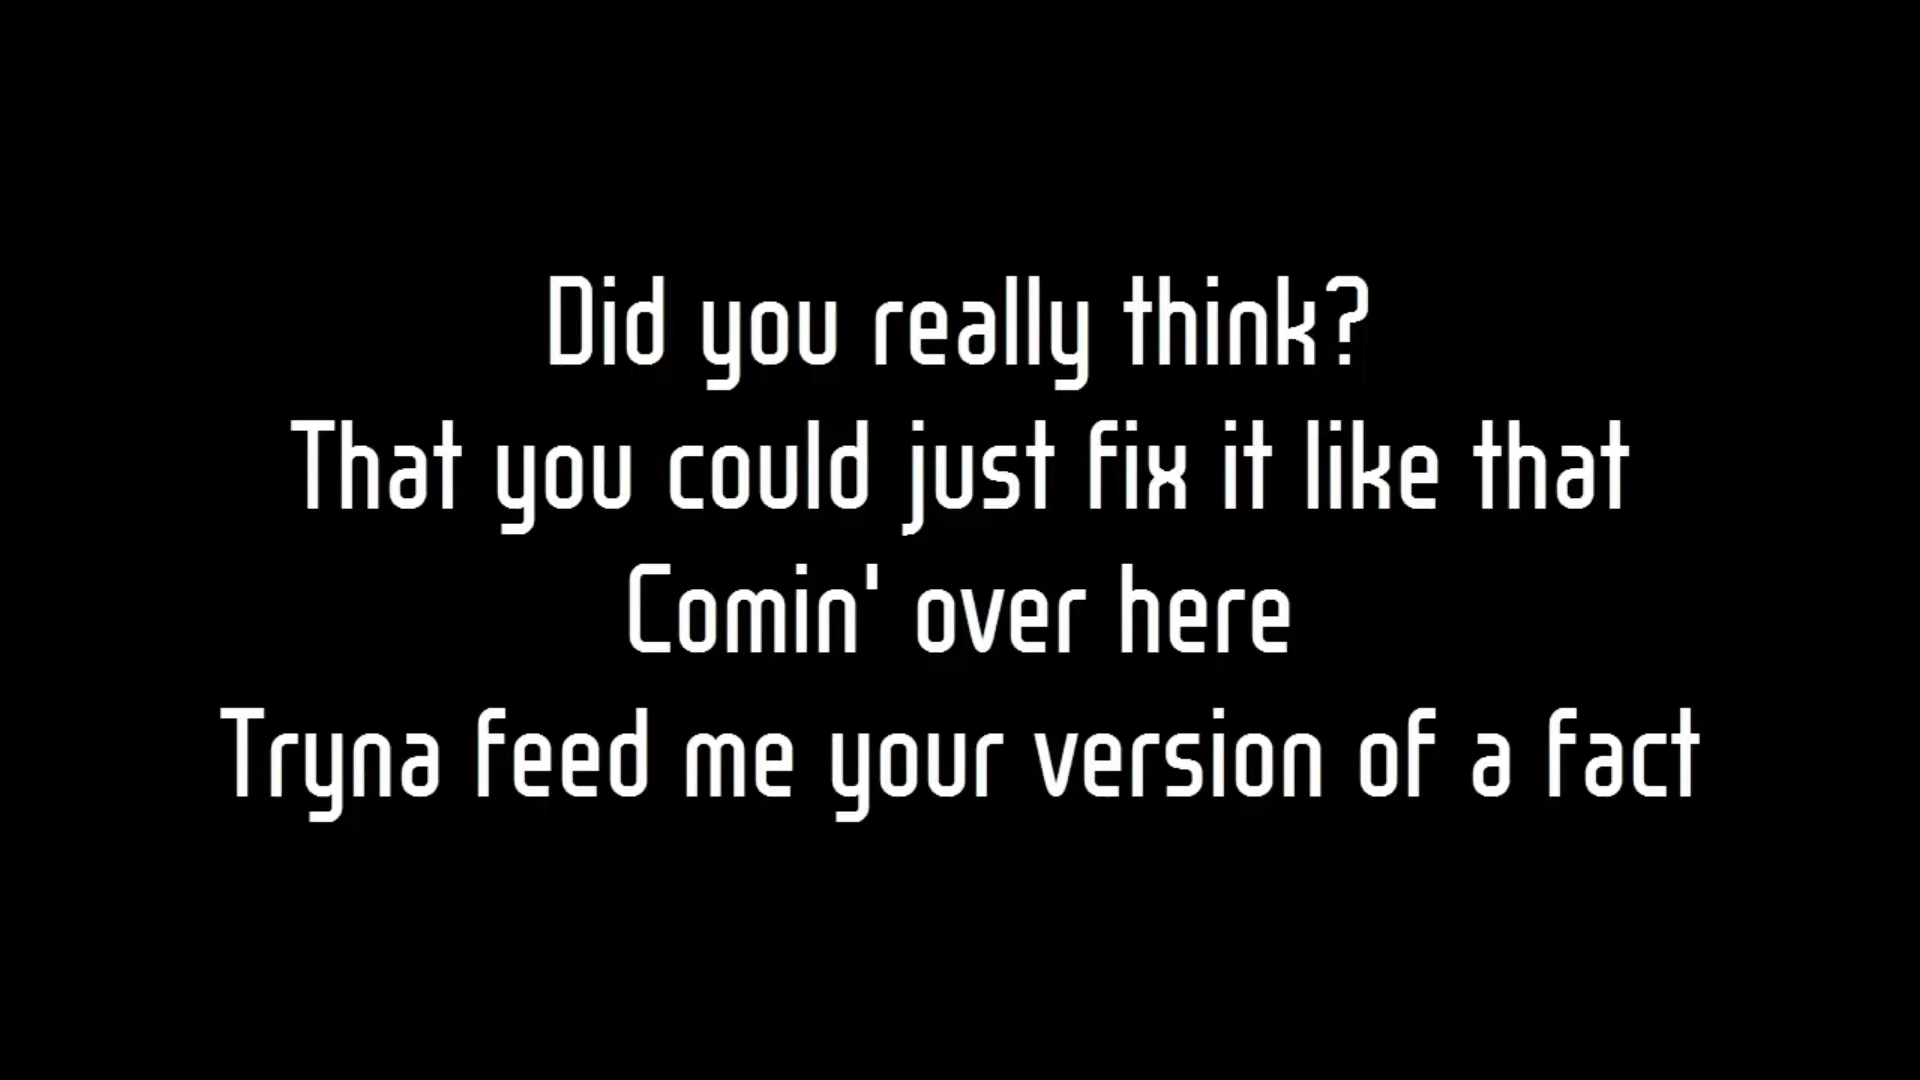 Did you really think?
That you could just fix it like that
Comin' over here
Tryna feed me your version of a fact